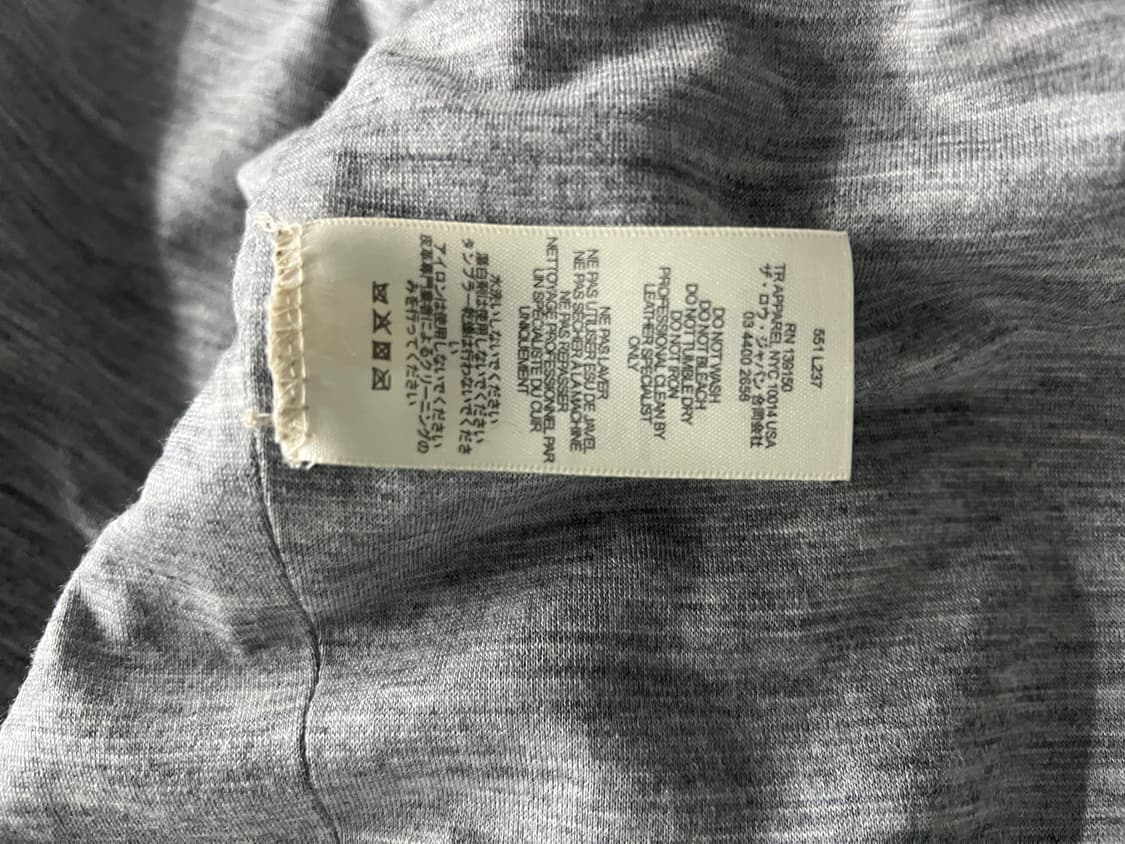 551 L237
RN 139150
TR APPAREL, NYC 10014 USA
ザ・ロウ・ジャパン 合同会社
03 4400 2656
DO NOT WASH
DO NOT BLEACH
DO NOT TUMBLE DRY
DO NOT IRON
PROFESSIONAL CLEAN BY
LEATHER SPECIALIST
ONLY
NE PAS LAVER
NE PAS UTILISER L'EAU DE JAVEL
NE PAS SÉCHER À LA MACHINE
NE PAS REPASSER
NETTOYAGE PROFESSIONNEL PAR
UN SPÉCIALISTE DU CUIR
UNIQUEMENT
水洗いしないでください
漂白剤は使用しないでください
タンブラー乾燥は行わないでくださ
い
アイロンは使用しないでください
皮革専門業者によるクリーニングの
みを行ってください